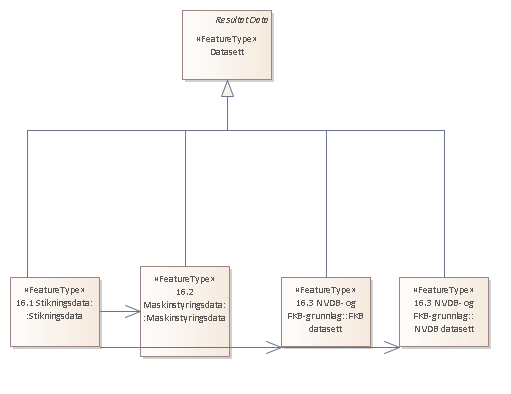 ResultatData
«FeatureType»
Datasett
«FeatureType»
16.1 Stikningsdata:
:Stikningsdata
«FeatureType»
16.2
Maskinstyringsdata:
:Maskinstyringsdata
«FeatureType»
16.3 NVDB- og
FKB-grunnlag::FKB
datasett
«FeatureType»
16.3 NVDB- og
FKB-grunnlag::
NVDB datasett